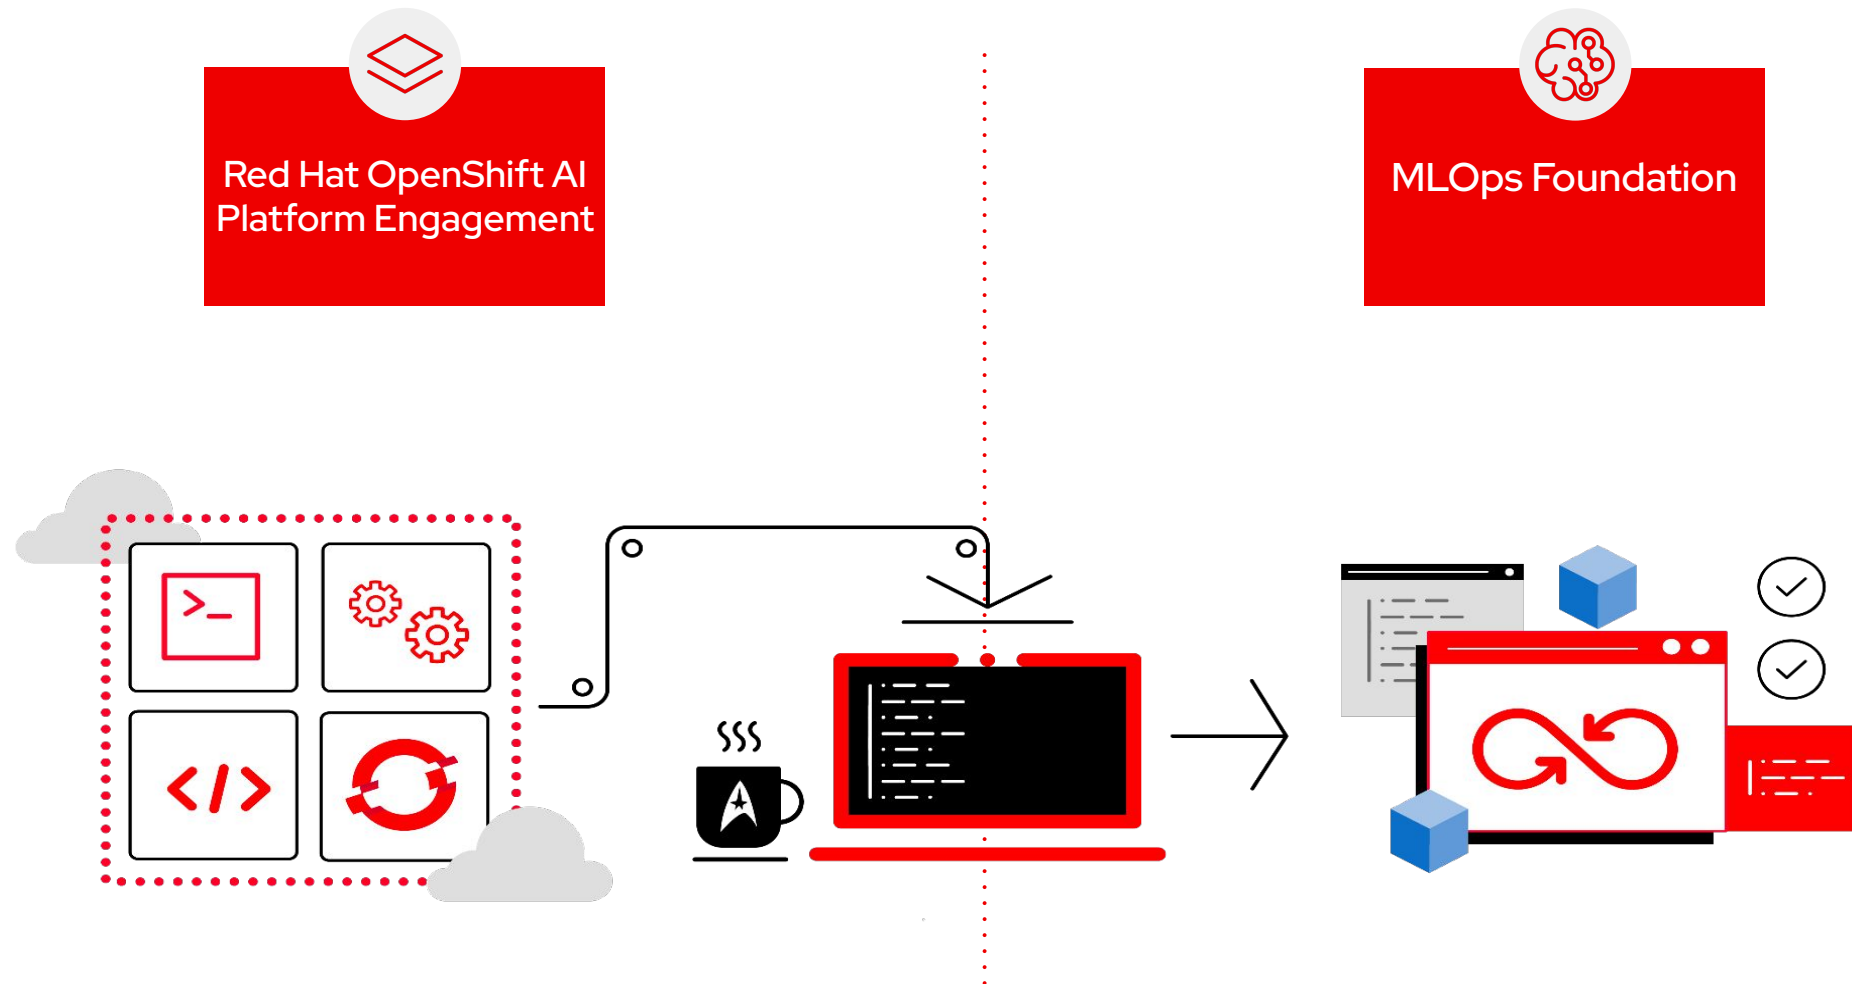 Red Hat OpenShift AI
Platform Engagement
MLOps Foundation
>_
</>